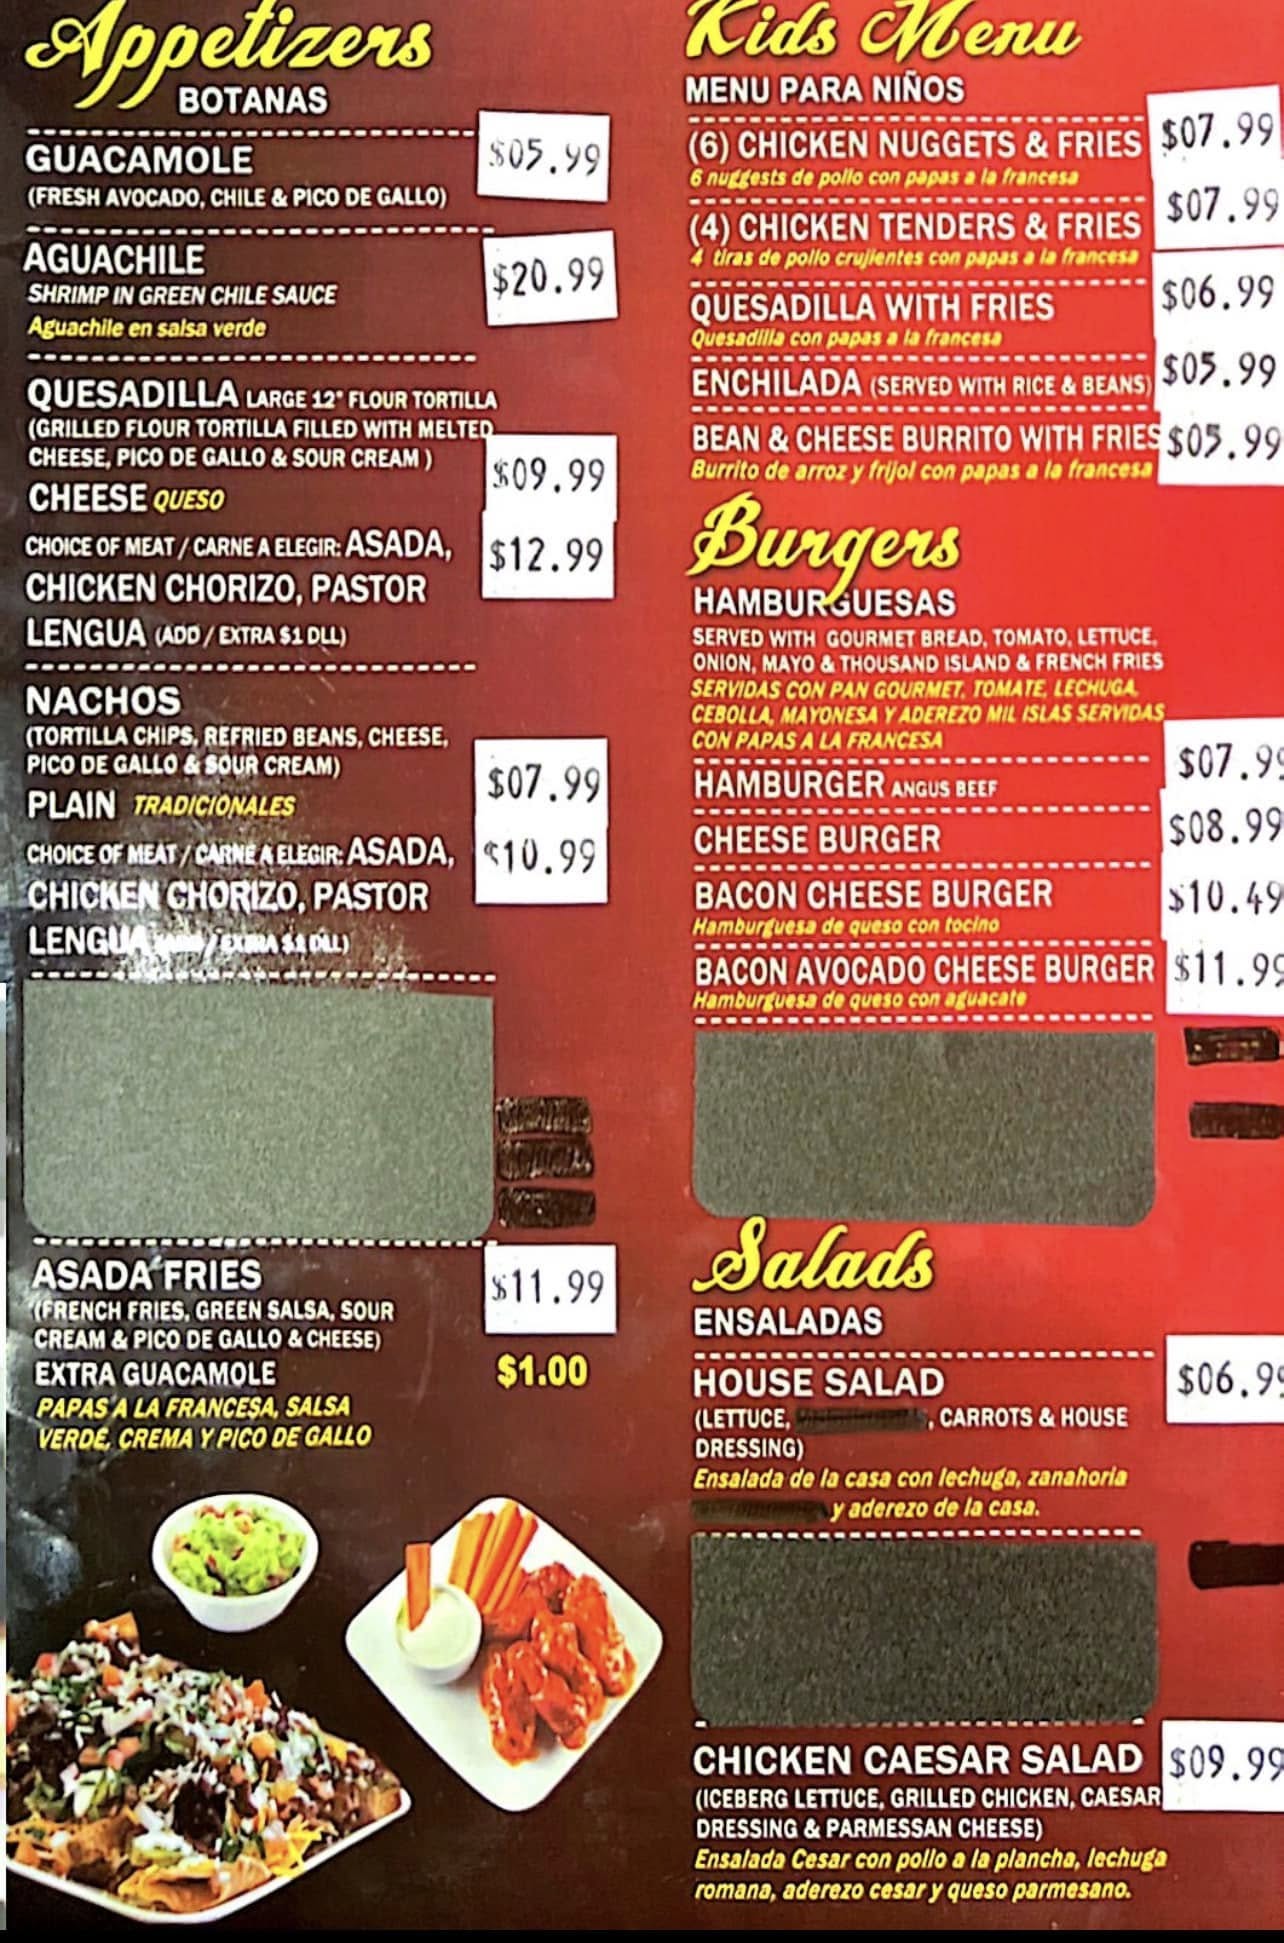 Appetizers
BOTANAS
GUACAMOLE $05.99
(FRESH AVOCADO, CHILE & PICO DE GALLO)
AGUACHILE $20.99
SHRIMP IN GREEN CHILE SAUCE
Aguachile en salsa verde
QUESADILLA LARGE 12" FLOUR TORTILLA
(GRILLED FLOUR TORTILLA FILLED WITH MELTED
CHEESE, PICO DE GALLO & SOUR CREAM )
CHEESE QUESO $09.99
CHOICE OF MEAT / CARNE A ELEGIR: ASADA, $12.99
CHICKEN CHORIZO, PASTOR
LENGUA (ADD / EXTRA $1 DLL)
NACHOS
(TORTILLA CHIPS, REFRIED BEANS, CHEESE,
PICO DE GALLO & SOUR CREAM)
PLAIN TRADICIONALES $07.99
CHOICE OF MEAT / CARNE A ELEGIR: ASADA, $10.99
CHICKEN CHORIZO, PASTOR
LENGUA (ADD / EXTRA $1 DLL)
ASADA FRIES $11.99
(FRENCH FRIES, GREEN SALSA, SOUR
CREAM & PICO DE GALLO & CHEESE)
EXTRA GUACAMOLE $1.00
PAPAS A LA FRANCESA, SALSA
VERDE, CREMA Y PICO DE GALLO
Kids Menu
MENU PARA NIÑOS
(6) CHICKEN NUGGETS & FRIES $07.99
6 nuggests de pollo con papas a la francesa
(4) CHICKEN TENDERS & FRIES $07.99
4 tiras de pollo crujientes con papas a la francesa
QUESADILLA WITH FRIES $06.99
Quesadilla con papas a la francesa
ENCHILADA (SERVED WITH RICE & BEANS) $05.99
BEAN & CHEESE BURRITO WITH FRIES $05.99
Burrito de arroz y frijol con papas a la francesa
Burgers
HAMBURGUESAS
SERVED WITH GOURMET BREAD, TOMATO, LETTUCE,
ONION, MAYO & THOUSAND ISLAND & FRENCH FRIES
SERVIDAS CON PAN GOURMET, TOMATE, LECHUGA,
CEBOLLA, MAYONESA Y ADEREZO MIL ISLAS SERVIDAS
CON PAPAS A LA FRANCESA
HAMBURGER ANGUS BEEF $07.99
CHEESE BURGER $08.99
BACON CHEESE BURGER $10.49
Hamburguesa de queso con tocino
BACON AVOCADO CHEESE BURGER $11.99
Hamburguesa de queso con aguacate
Salads
ENSALADAS
HOUSE SALAD $06.99
(LETTUCE, , CARROTS & HOUSE
DRESSING)
Ensalada de la casa con lechuga, zanahoria
y aderezo de la casa.
CHICKEN CAESAR SALAD $09.99
(ICEBERG LETTUCE, GRILLED CHICKEN, CAESAR
DRESSING & PARMESSAN CHEESE)
Ensalada Cesar con pollo a la plancha, lechuga
romana, aderezo cesar y queso parmesano.